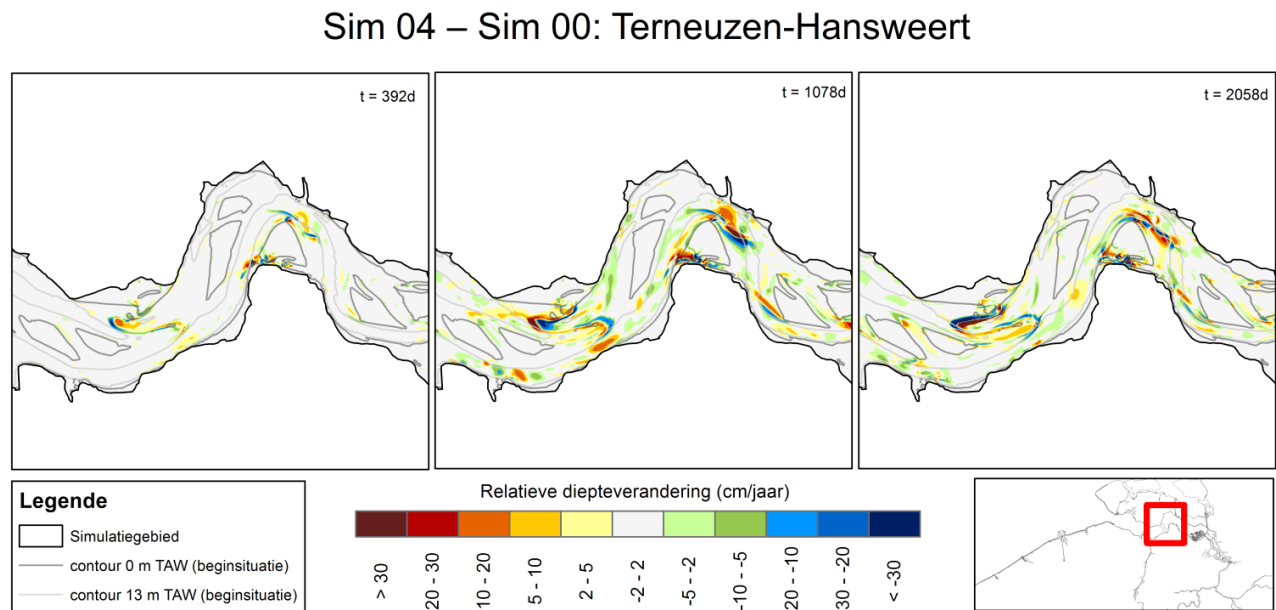 Sim 04 – Sim 00: Terneuzen-Hansweert
t = 392d
t = 1078d
t = 2058d
Legende
Simulatiegebied
contour 0 m TAW (beginsituatie)
contour 13 m TAW (beginsituatie)
Relatieve diepteverandering (cm/jaar)
> 30
20 - 30
10 - 20
5 - 10
2 - 5
-2 - 2
-5 - -2
-10 - -5
20 - -10
30 - -20
< -30